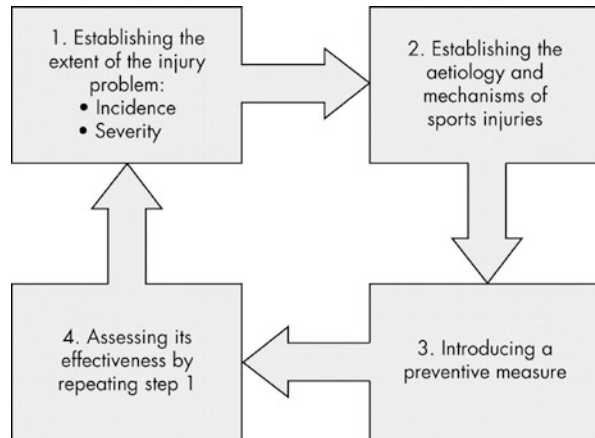 1. Establishing the
extent of the injury
problem:
• Incidence
• Severity
2. Establishing the
aetiology and
mechanisms of
sports injuries
3. Introducing a
preventive measure
4. Assessing its
effectiveness by
repeating step 1